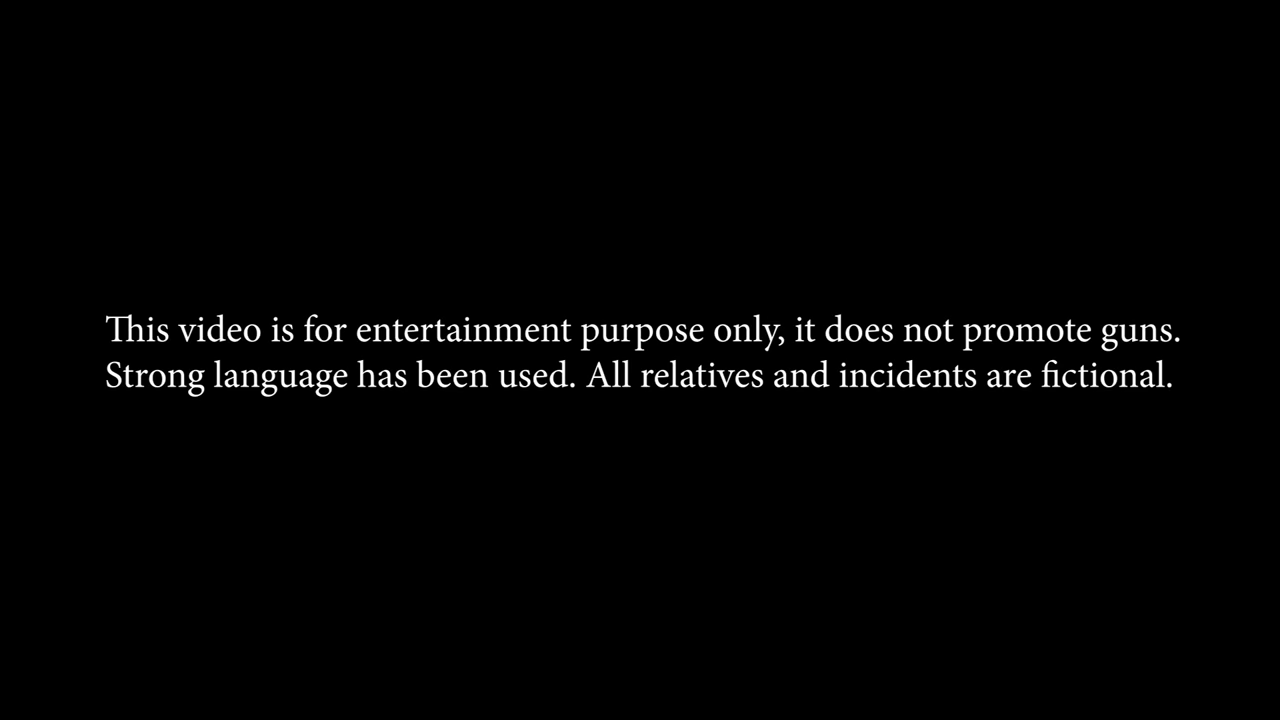 This video is for entertainment purpose only, it does not promote guns.
Strong language has been used. All relatives and incidents are fictional.